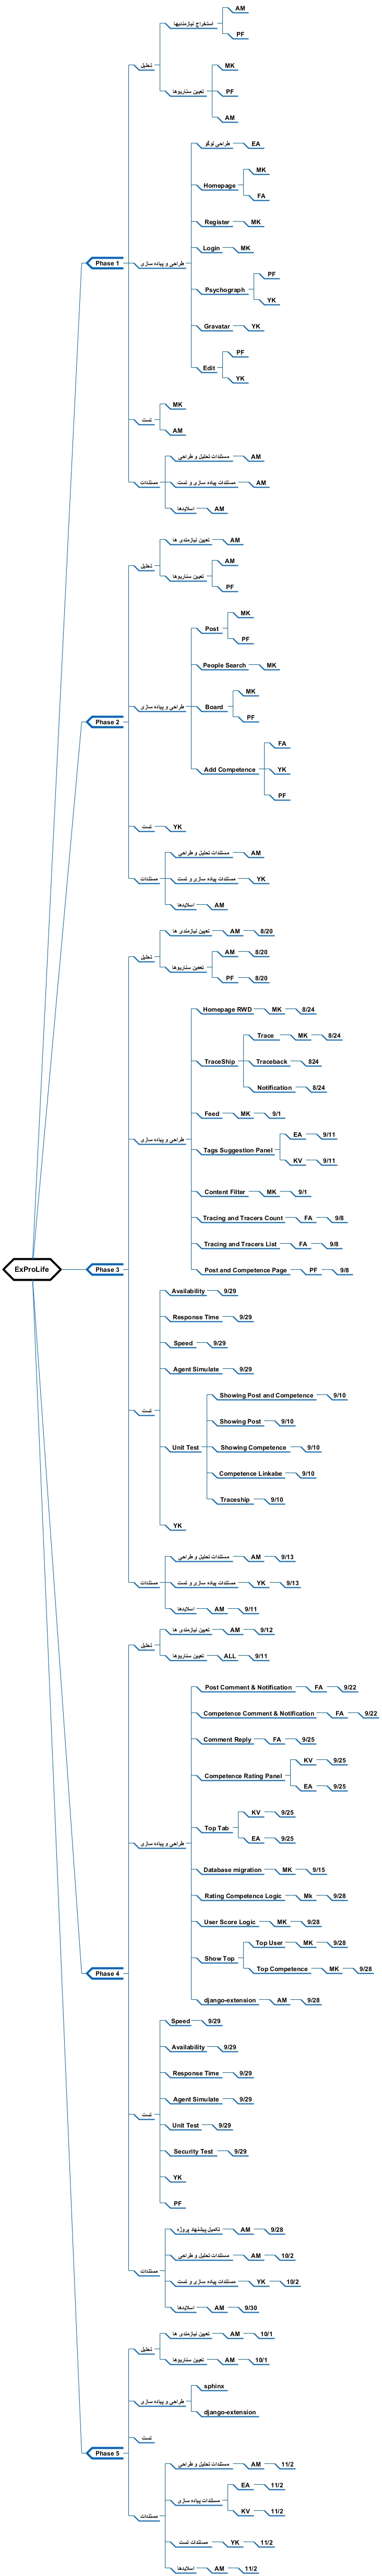 ExProLife
Phase 1
تحلیل
استخراج نیازمندیها
AM
PF
تعیین سناریوها
MK
PF
AM
طراحی و پیاده سازی
طراحی لوگو
EA
Homepage
MK
FA
Register
MK
Login
MK
Psychograph
PF
YK
Gravatar
YK
Edit
PF
YK
تست
MK
AM
مستندات
مستندات تحلیل و طراحی
AM
مستندات پیاده سازی و تست
AM
اسلایدها
AM
Phase 2
تحلیل
تعیین نیازمندی ها
AM
تعیین سناریوها
AM
PF
طراحی و پیاده سازی
Post
MK
PF
People Search
MK
Board
MK
PF
Add Competence
FA
YK
PF
تست
YK
مستندات
مستندات تحلیل و طراحی
AM
مستندات پیاده سازی و تست
YK
اسلایدها
AM
Phase 3
تحلیل
تعیین نیازمندی ها
AM
8/20
تعیین سناریوها
AM
8/20
PF
8/20
طراحی و پیاده سازی
Homepage RWD
MK
8/24
TraceShip
Trace
MK
8/24
Traceback
824
Notification
8/24
Feed
MK
9/1
Tags Suggestion Panel
EA
9/11
KV
9/11
Content Filter
MK
9/1
Tracing and Tracers Count
FA
9/8
Tracing and Tracers List
FA
9/8
Post and Competence Page
PF
9/8
تست
Availability
9/29
Response Time
9/29
Speed
9/29
Agent Simulate
9/29
Unit Test
Showing Post and Competence
9/10
Showing Post
9/10
Showing Competence
9/10
Competence Linkabe
9/10
Traceship
9/10
YK
مستندات
مستندات تحلیل و طراحی
AM
9/13
مستندات پیاده سازی و تست
YK
9/13
اسلایدها
AM
9/11
Phase 4
تحلیل
تعیین نیازمندی ها
AM
9/12
تعیین سناریوها
ALL
9/11
طراحی و پیاده سازی
Post Comment & Notification
FA
9/22
Competence Comment & Notification
FA
9/22
Comment Reply
FA
9/25
Competence Rating Panel
KV
9/25
EA
9/25
Top Tab
KV
9/25
EA
9/25
Database migration
MK
9/15
Rating Competence Logic
Mk
9/28
User Score Logic
MK
9/28
Show Top
Top User
MK
9/28
Top Competence
MK
9/28
django-extension
AM
9/28
تست
Speed
9/29
Availability
9/29
Response Time
9/29
Agent Simulate
9/29
Unit Test
9/29
Security Test
9/29
YK
PF
مستندات
تکمیل پیشنهاد پروژه
AM
9/28
مستندات تحلیل و طراحی
AM
10/2
مستندات پیاده سازی و تست
YK
10/2
اسلایدها
AM
9/30
Phase 5
تحلیل
تعیین نیازمندی ها
AM
10/1
تعیین سناریوها
AM
10/1
طراحی و پیاده سازی
sphinx
django-extension
تست
مستندات
مستندات تحلیل و طراحی
AM
11/2
مستندات پیاده سازی
EA
11/2
KV
11/2
مستندات تست
YK
11/2
اسلایدها
AM
11/2